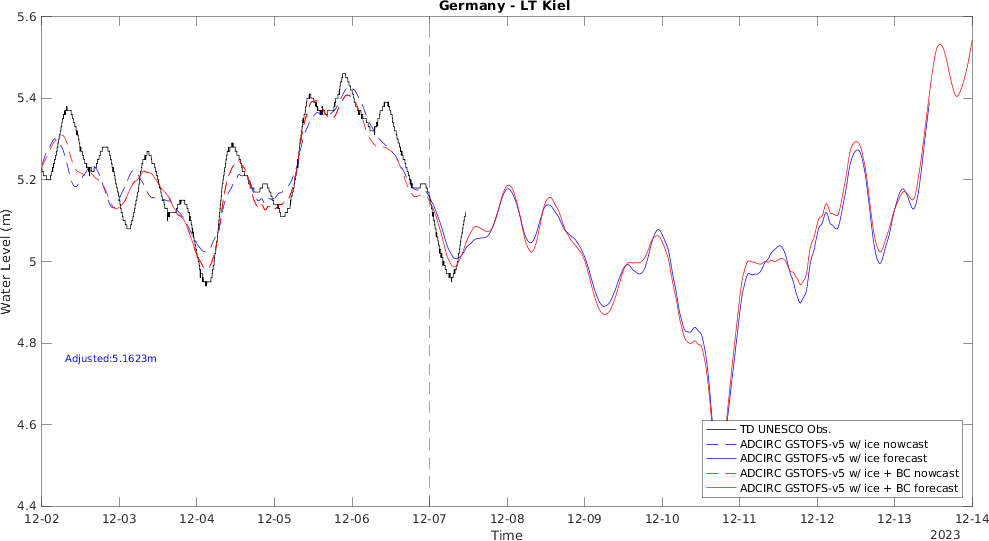 Germany - LT Kiel
5.6
5.4
5.2
5
4.8
4.6
4.4
Water Level (m)
Adjusted:5.1623m
TD UNESCO Obs.
ADCIRC GSTOFS-v5 w/ ice nowcast
ADCIRC GSTOFS-v5 w/ ice forecast
ADCIRC GSTOFS-v5 w/ ice + BC nowcast
ADCIRC GSTOFS-v5 w/ ice + BC forecast
12-02 12-03 12-04 12-05 12-06 12-07 12-08 12-09 12-10 12-11 12-12 12-13 12-14
Time
2023